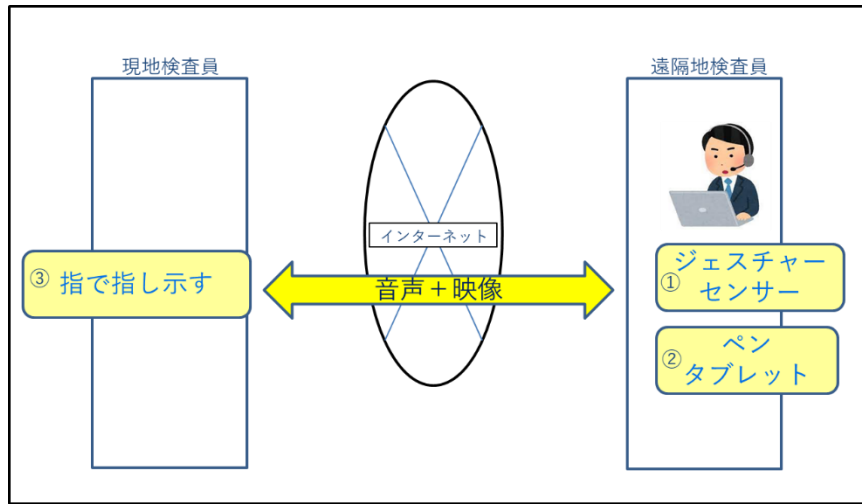 現地検査員
遠隔地検査員
インターネット
③ 指で指し示す
音声+映像
① ジェスチャー
センサー
② ペン
タブレット